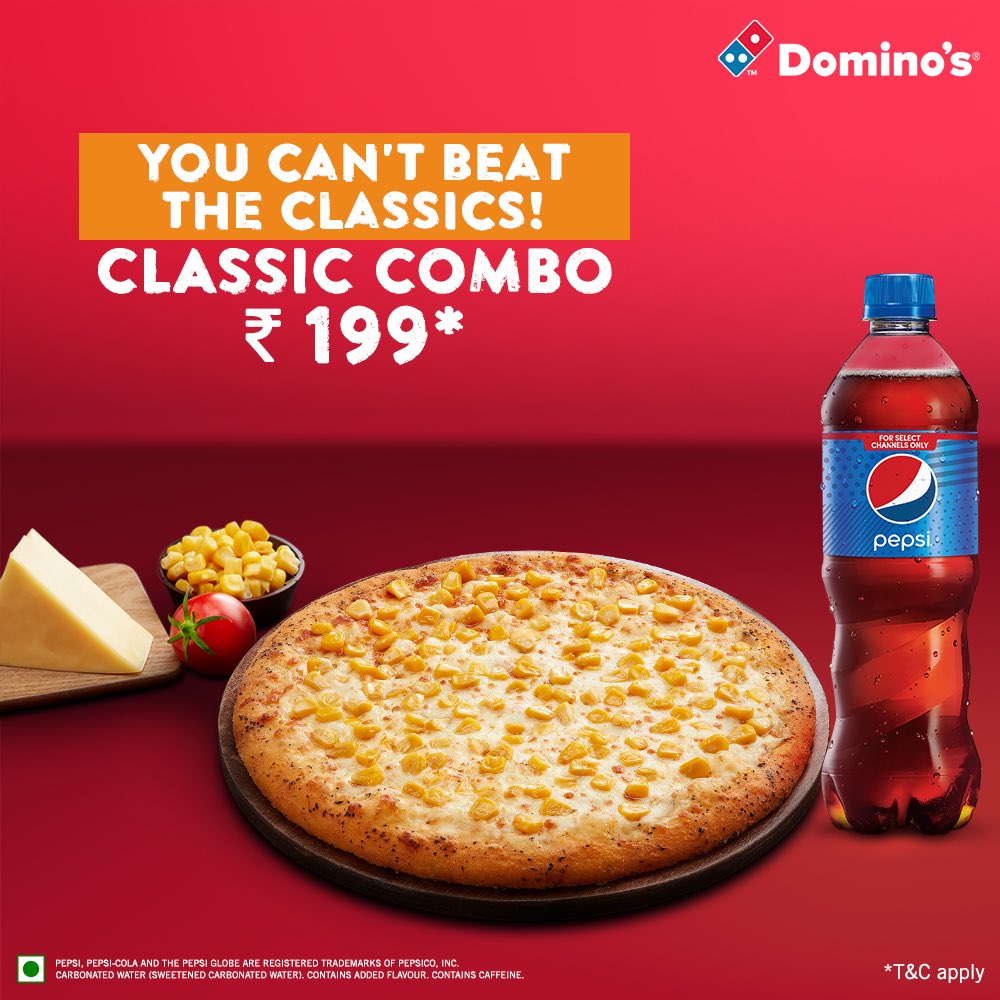 Domino's®
TM
YOU CAN'T BEAT
THE CLASSICS!
CLASSIC COMBO
₹ 199*
FOR SELECT
CHANNELS ONLY
pepsi
PEPSI, PEPSI-COLA AND THE PEPSI GLOBE ARE REGISTERED TRADEMARKS OF PEPSICO, INC.
CARBONATED WATER (SWEETENED CARBONATED WATER). CONTAINS ADDED FLAVOUR. CONTAINS CAFFEINE.
*T&C apply